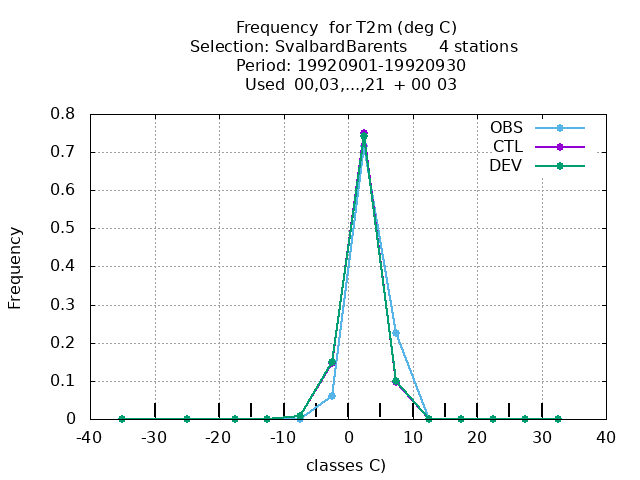 Frequency  for T2m (deg C)
Selection: SvalbardBarents      4 stations
Period: 19920901-19920930
Used  00,03,...,21  + 00 03
0.8
0.7
0.6
0.5
0.4
0.3
0.2
0.1
0
Frequency
OBS
CTL
DEV
-40 -30 -20 -10 0 10 20 30 40
classes C)